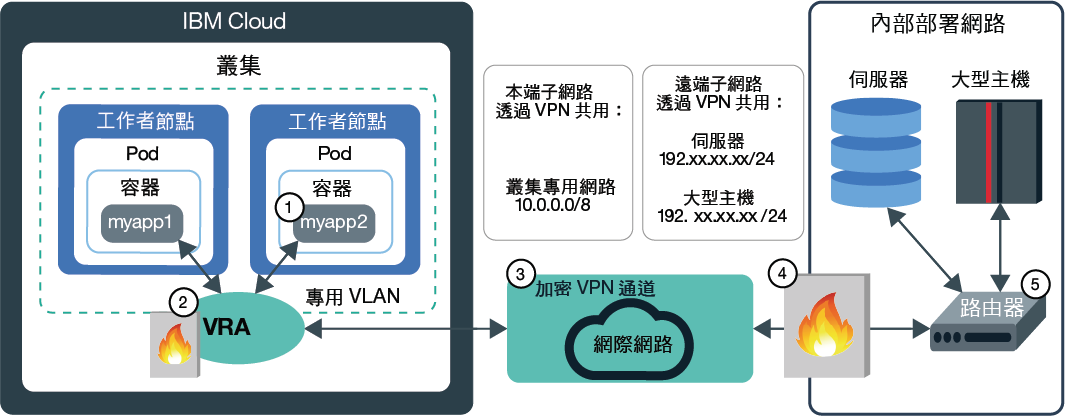 IBM Cloud
叢集
工作者節點
Pod
容器
myapp1
工作者節點
Pod
容器
1
myapp2
專用 VLAN
2
VRA
本端子網路
透過 VPN 共用：
叢集專用網路
10.0.0.0/8
遠端子網路
透過 VPN 共用：
伺服器
192.xx.xx.xx/24
大型主機
192. xx.xx.xx /24
3
加密 VPN 通道
網際網路
4
內部部署網路
伺服器
大型主機
5
路由器